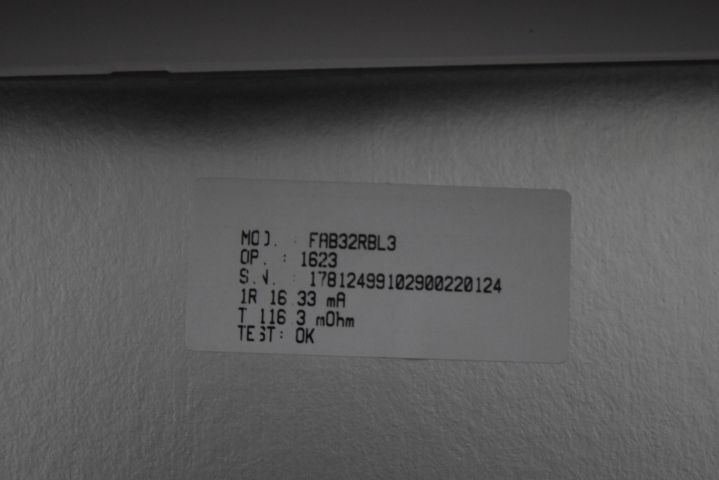 MOD. : FAB32RBL3
OP. : 1623
S.N. : 17812499102900220124
IR 16.33 mA
T 116.3 mOhm
TEST: OK